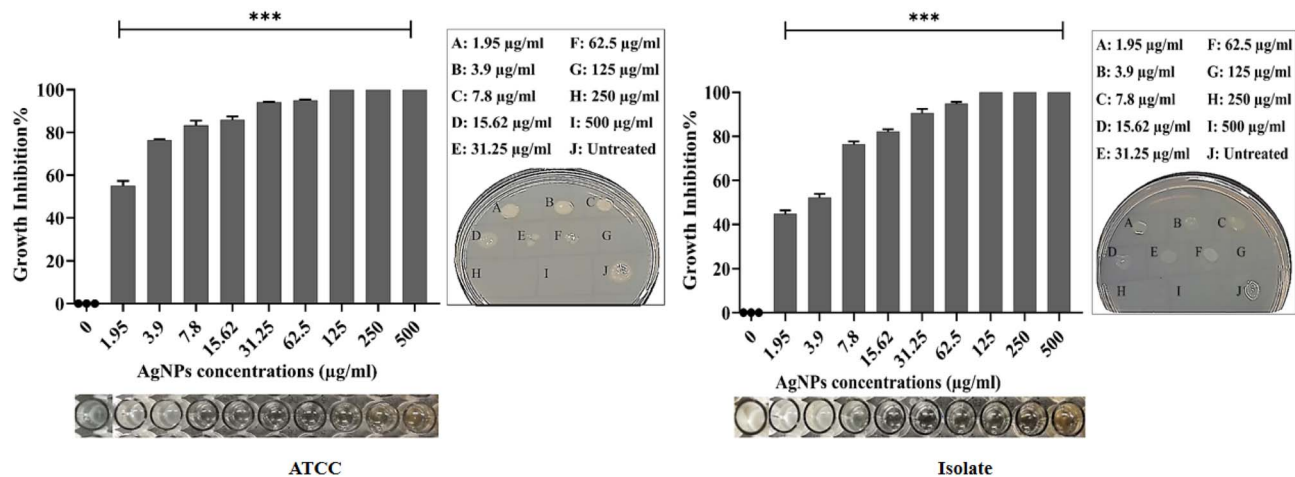 ***
Growth Inhibition%
100
80
60
40
20
0
0
1.95
3.9
7.8
15.62
31.25
62.5
125
250
500
AgNPs concentrations (µg/ml)
A: 1.95 µg/ml F: 62.5 µg/ml
B: 3.9 µg/ml G: 125 µg/ml
C: 7.8 µg/ml H: 250 µg/ml
D: 15.62 µg/ml I: 500 µg/ml
E: 31.25 µg/ml J: Untreated
A B C
D E F G
H I J
ATCC
***
Growth Inhibition%
100
80
60
40
20
0
0
1.95
3.9
7.8
15.62
31.25
62.5
125
250
500
AgNPs concentrations (µg/ml)
A: 1.95 µg/ml F: 62.5 µg/ml
B: 3.9 µg/ml G: 125 µg/ml
C: 7.8 µg/ml H: 250 µg/ml
D: 15.62 µg/ml I: 500 µg/ml
E: 31.25 µg/ml J: Untreated
A B C
D E F G
H I J
Isolate